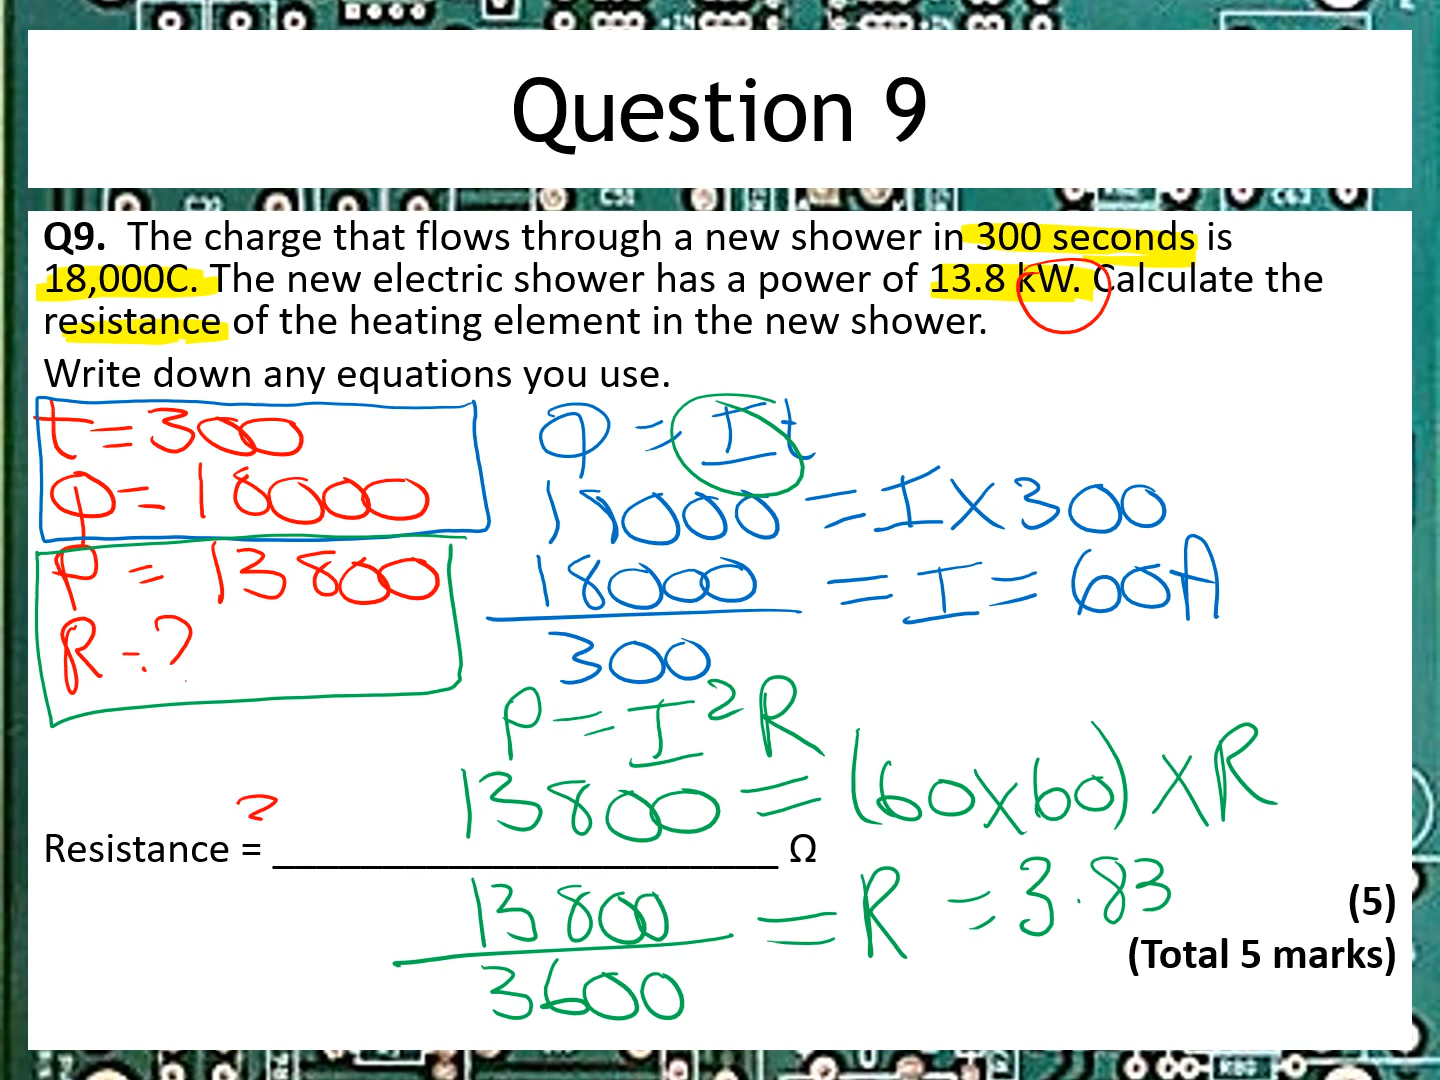 Question 9
Q9. The charge that flows through a new shower in 300 seconds is
18,000C. The new electric shower has a power of 13.8 kW. Calculate the
resistance of the heating element in the new shower.
Write down any equations you use.
t = 300
Q = 18000
P = 13800
R = ?
Q = It
18000 = I X 300
18000 / 300 = I = 60A
P = I²R
13800 = (60x60) X R
?
Resistance = _________________________ Ω
13800 / 3600 = R = 3.83
(5)
(Total 5 marks)